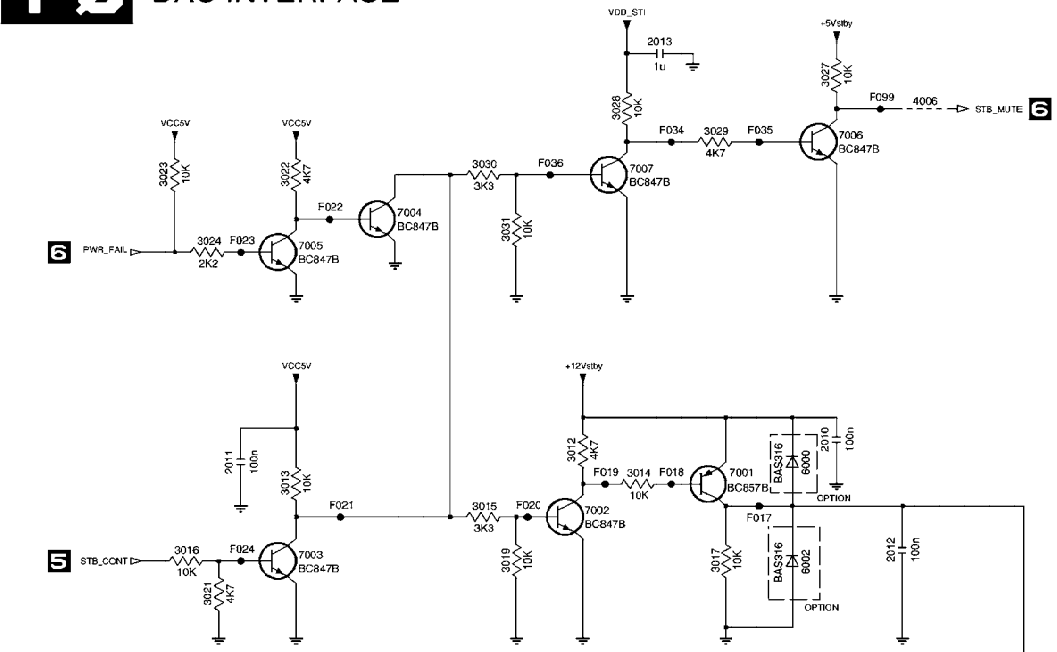 DAC INTERFACE
VDD_STI
2013
1u
+5Vstby
3027
10K
3028
10K
F099
4006
STB_MUTE
6
VCC5V
VCC5V
3023
10K
3022
4K7
F034
3029
4K7
F035
7006
BC847B
3030
3K3
F036
7007
BC847B
F022
7004
BC847B
3031
10K
6
PWR_FAIL
3024
2K2
F023
7005
BC847B
VCC5V
+12Vstby
2011
100n
3013
10K
3012
4K7
F019
3014
10K
F018
7001
BC857B
BAS316
6000
2010
100n
OPTION
F021
3015
3K3
F020
7002
BC847B
F017
5
STB_CONT
3016
10K
F024
7003
BC847B
3021
4K7
3019
10K
3017
10K
BAS316
6002
2012
100n
OPTION